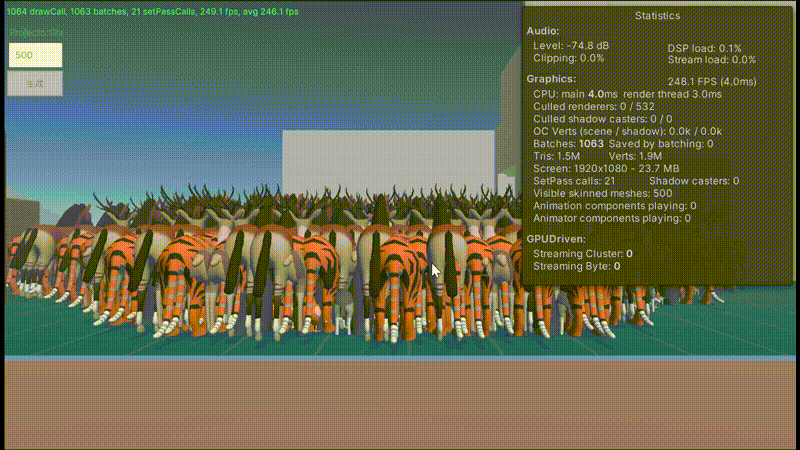 1064 drawCall, 1063 batches, 21 setPassCalls, 249.1 fps, avg 246.1 fps
500
生成
Statistics
Audio:
Level: -74.8 dB
DSP load: 0.1%
Clipping: 0.0%
Stream load: 0.0%
Graphics:
248.1 FPS (4.0ms)
CPU: main 4.0ms render thread 3.0ms
Culled renderers: 0 / 532
Culled shadow casters: 0 / 0
OC Verts (scene / shadow): 0.0k / 0.0k
Batches: 1063 Saved by batching: 0
Tris: 1.5M Verts: 1.9M
Screen: 1920x1080 - 23.7 MB
SetPass calls: 21 Shadow casters: 0
Visible skinned meshes: 500
Animation components playing: 0
Animator components playing: 0
GPUDriven:
Streaming Cluster: 0
Streaming Byte: 0